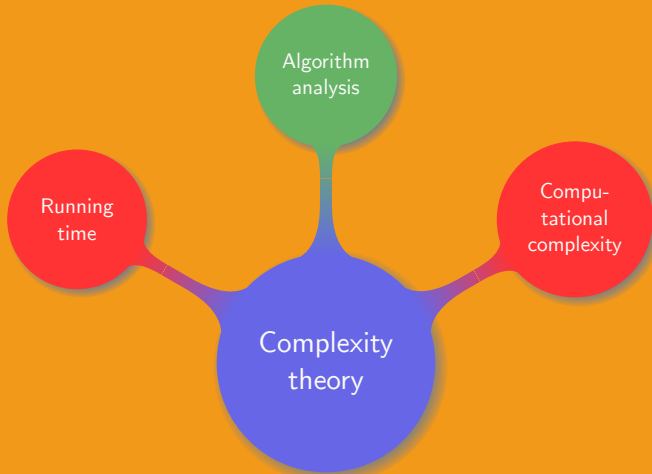 Algorithm
analysis
Running
time
Compu-
tational
complexity
Complexity
theory